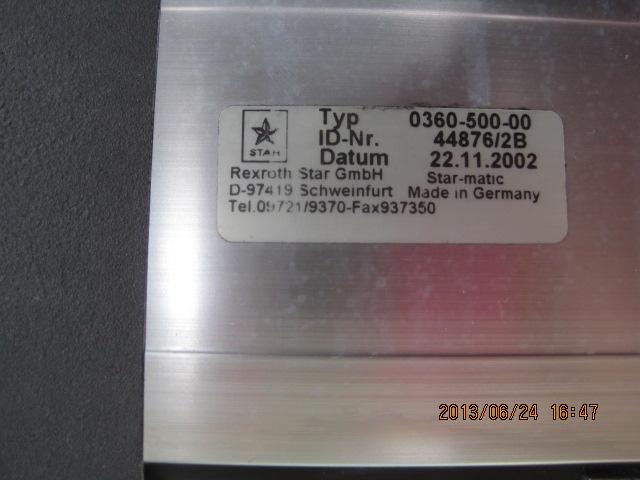 Typ 0360-500-00
ID-Nr. 44876/2B
STAR Datum 22.11.2002
Rexroth Star GmbH Star-matic
D-97419 Schweinfurt Made in Germany
Tel.09721/9370-Fax937350
2013/06/24 16:47